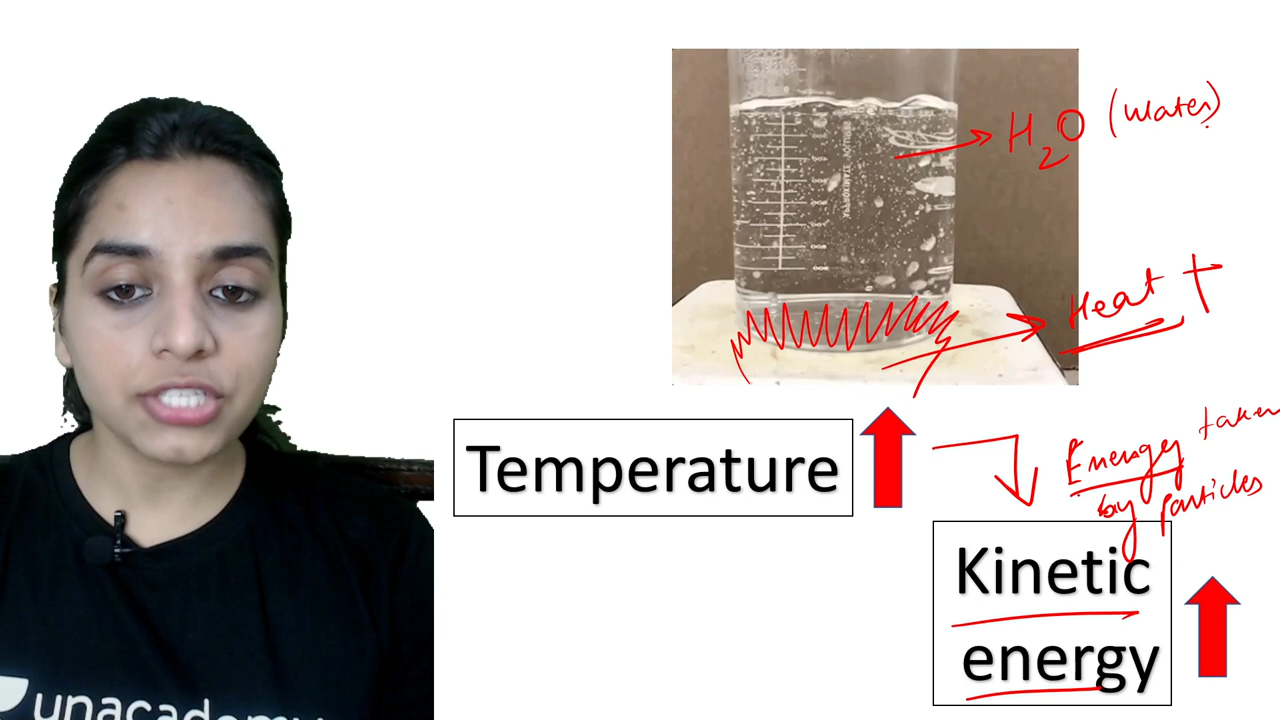 H2O (Water)
Heat ↑
Temperature
Energy taken
by particles
Kinetic
energy
unacademy